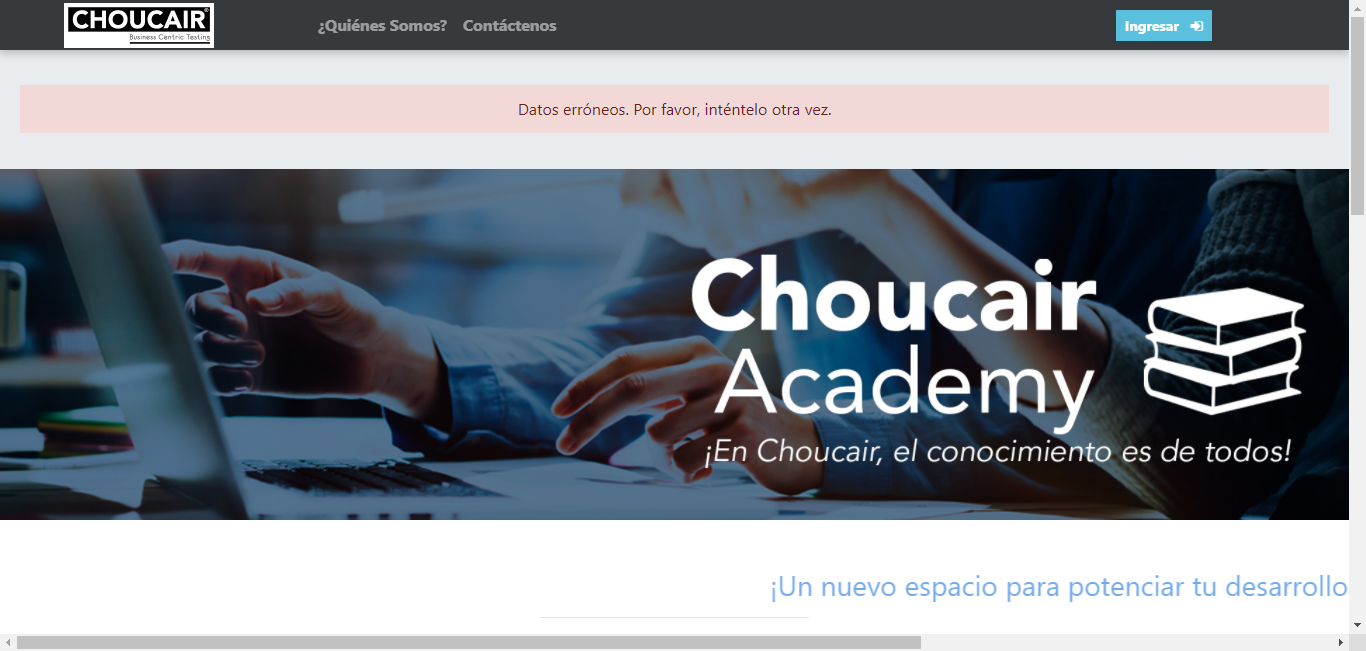 CHOUCAIR®
Business Centric Testing
¿Quiénes Somos?
Contáctenos
Ingresar
Datos erróneos. Por favor, inténtelo otra vez.
Choucair
Academy
¡En Choucair, el conocimiento es de todos!
¡Un nuevo espacio para potenciar tu desarrollo